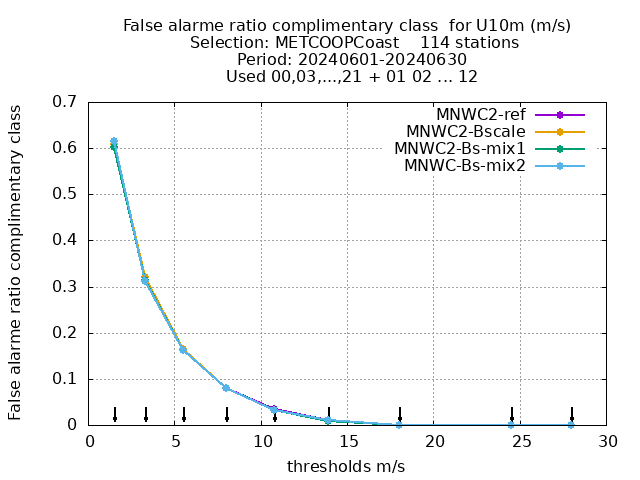 False alarme ratio complimentary class  for U10m (m/s)
Selection: METCOOPCoast    114 stations
Period: 20240601-20240630
Used 00,03,...,21 + 01 02 ... 12
False alarme ratio complimentary class
0.7
0.6
0.5
0.4
0.3
0.2
0.1
0
MNWC2-ref
MNWC2-Bscale
MNWC2-Bs-mix1
MNWC-Bs-mix2
0 5 10 15 20 25 30
thresholds m/s